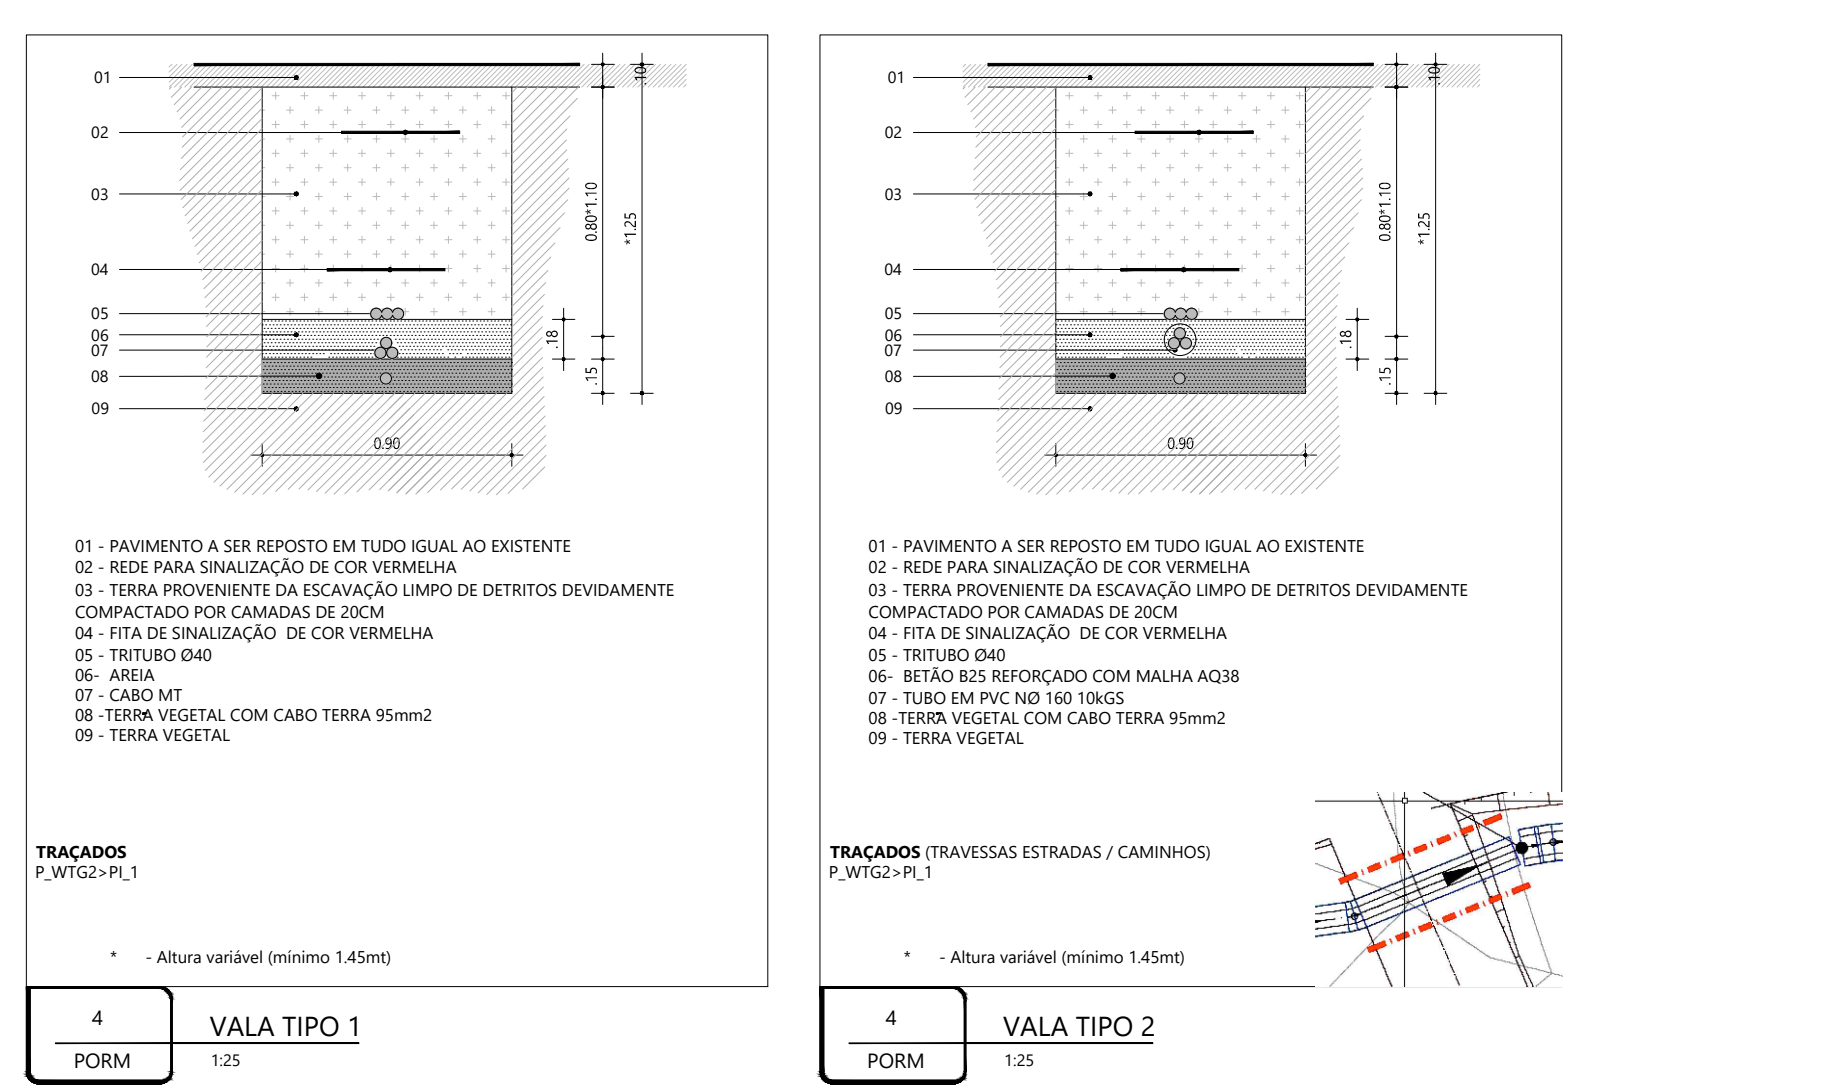 01
02
03
04
05
06
07
08
09
.10
0.80*1.10
*1.25
.18
.15
0.90
01 - PAVIMENTO A SER REPOSTO EM TUDO IGUAL AO EXISTENTE
02 - REDE PARA SINALIZAÇÃO DE COR VERMELHA
03 - TERRA PROVENIENTE DA ESCAVAÇÃO LIMPO DE DETRITOS DEVIDAMENTE
COMPACTADO POR CAMADAS DE 20CM
04 - FITA DE SINALIZAÇÃO  DE COR VERMELHA
05 - TRITUBO Ø40
06-  AREIA
07 - CABO MT
08 -TERRA VEGETAL COM CABO TERRA 95mm2
09 - TERRA VEGETAL
TRAÇADOS
P_WTG2>PI_1
* - Altura variável (mínimo 1.45mt)
4
PORM
VALA TIPO 1
1:25
01
02
03
04
05
06
07
08
09
.10
0.80*1.10
*1.25
.18
.15
0.90
01 - PAVIMENTO A SER REPOSTO EM TUDO IGUAL AO EXISTENTE
02 - REDE PARA SINALIZAÇÃO DE COR VERMELHA
03 - TERRA PROVENIENTE DA ESCAVAÇÃO LIMPO DE DETRITOS DEVIDAMENTE
COMPACTADO POR CAMADAS DE 20CM
04 - FITA DE SINALIZAÇÃO  DE COR VERMELHA
05 - TRITUBO Ø40
06-  BETÃO B25 REFORÇADO COM MALHA AQ38
07 - TUBO EM PVC NØ 160 10kGS
08 -TERRA VEGETAL COM CABO TERRA 95mm2
09 - TERRA VEGETAL
TRAÇADOS (TRAVESSAS ESTRADAS / CAMINHOS)
P_WTG2>PI_1
* - Altura variável (mínimo 1.45mt)
4
PORM
VALA TIPO 2
1:25